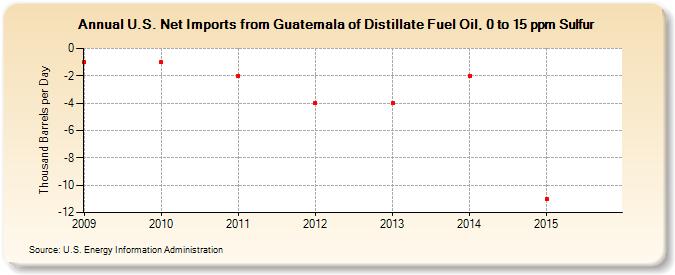 Annual U.S. Net Imports from Guatemala of Distillate Fuel Oil, 0 to 15 ppm Sulfur
Thousand Barrels per Day
0
-2
-4
-6
-8
-10
-12
2009 2010 2011 2012 2013 2014 2015
Source: U.S. Energy Information Administration